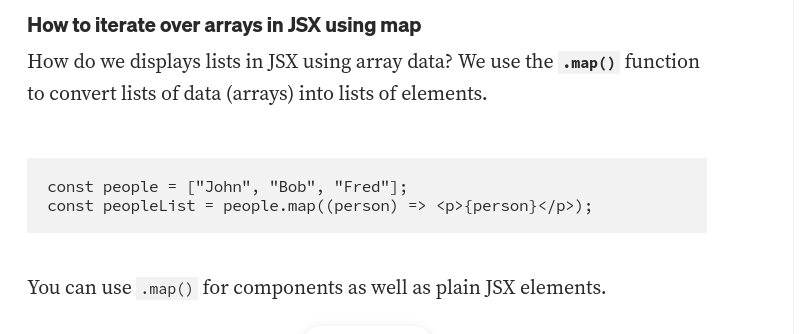 How to iterate over arrays in JSX using map
How do we displays lists in JSX using array data? We use the .map() function
to convert lists of data (arrays) into lists of elements.
const people = ["John", "Bob", "Fred"];
const peopleList = people.map((person) => <p>{person}</p>);
You can use .map() for components as well as plain JSX elements.